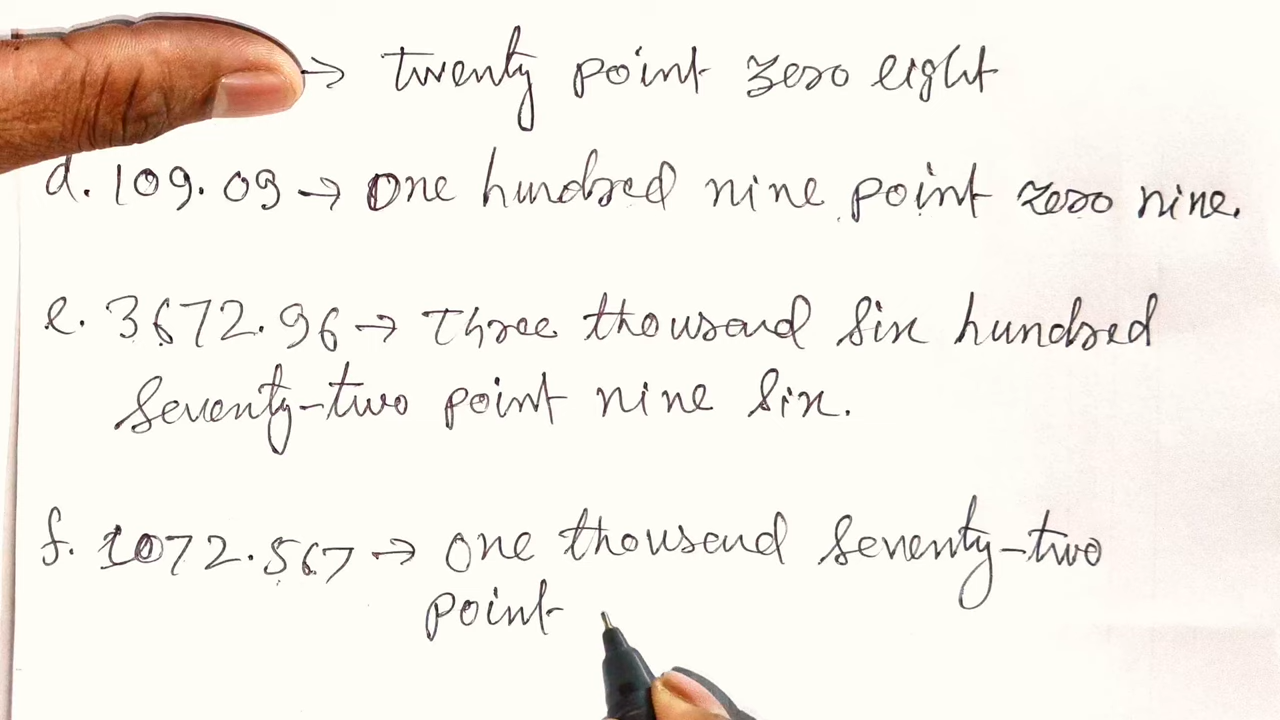 → twenty point zero eight
d. 109.09 → One hundred nine point zero nine.
e. 3672.96 → Three thousand six hundred
seventy-two point nine six.
f. 1072.567 → One thousand seventy-two
point